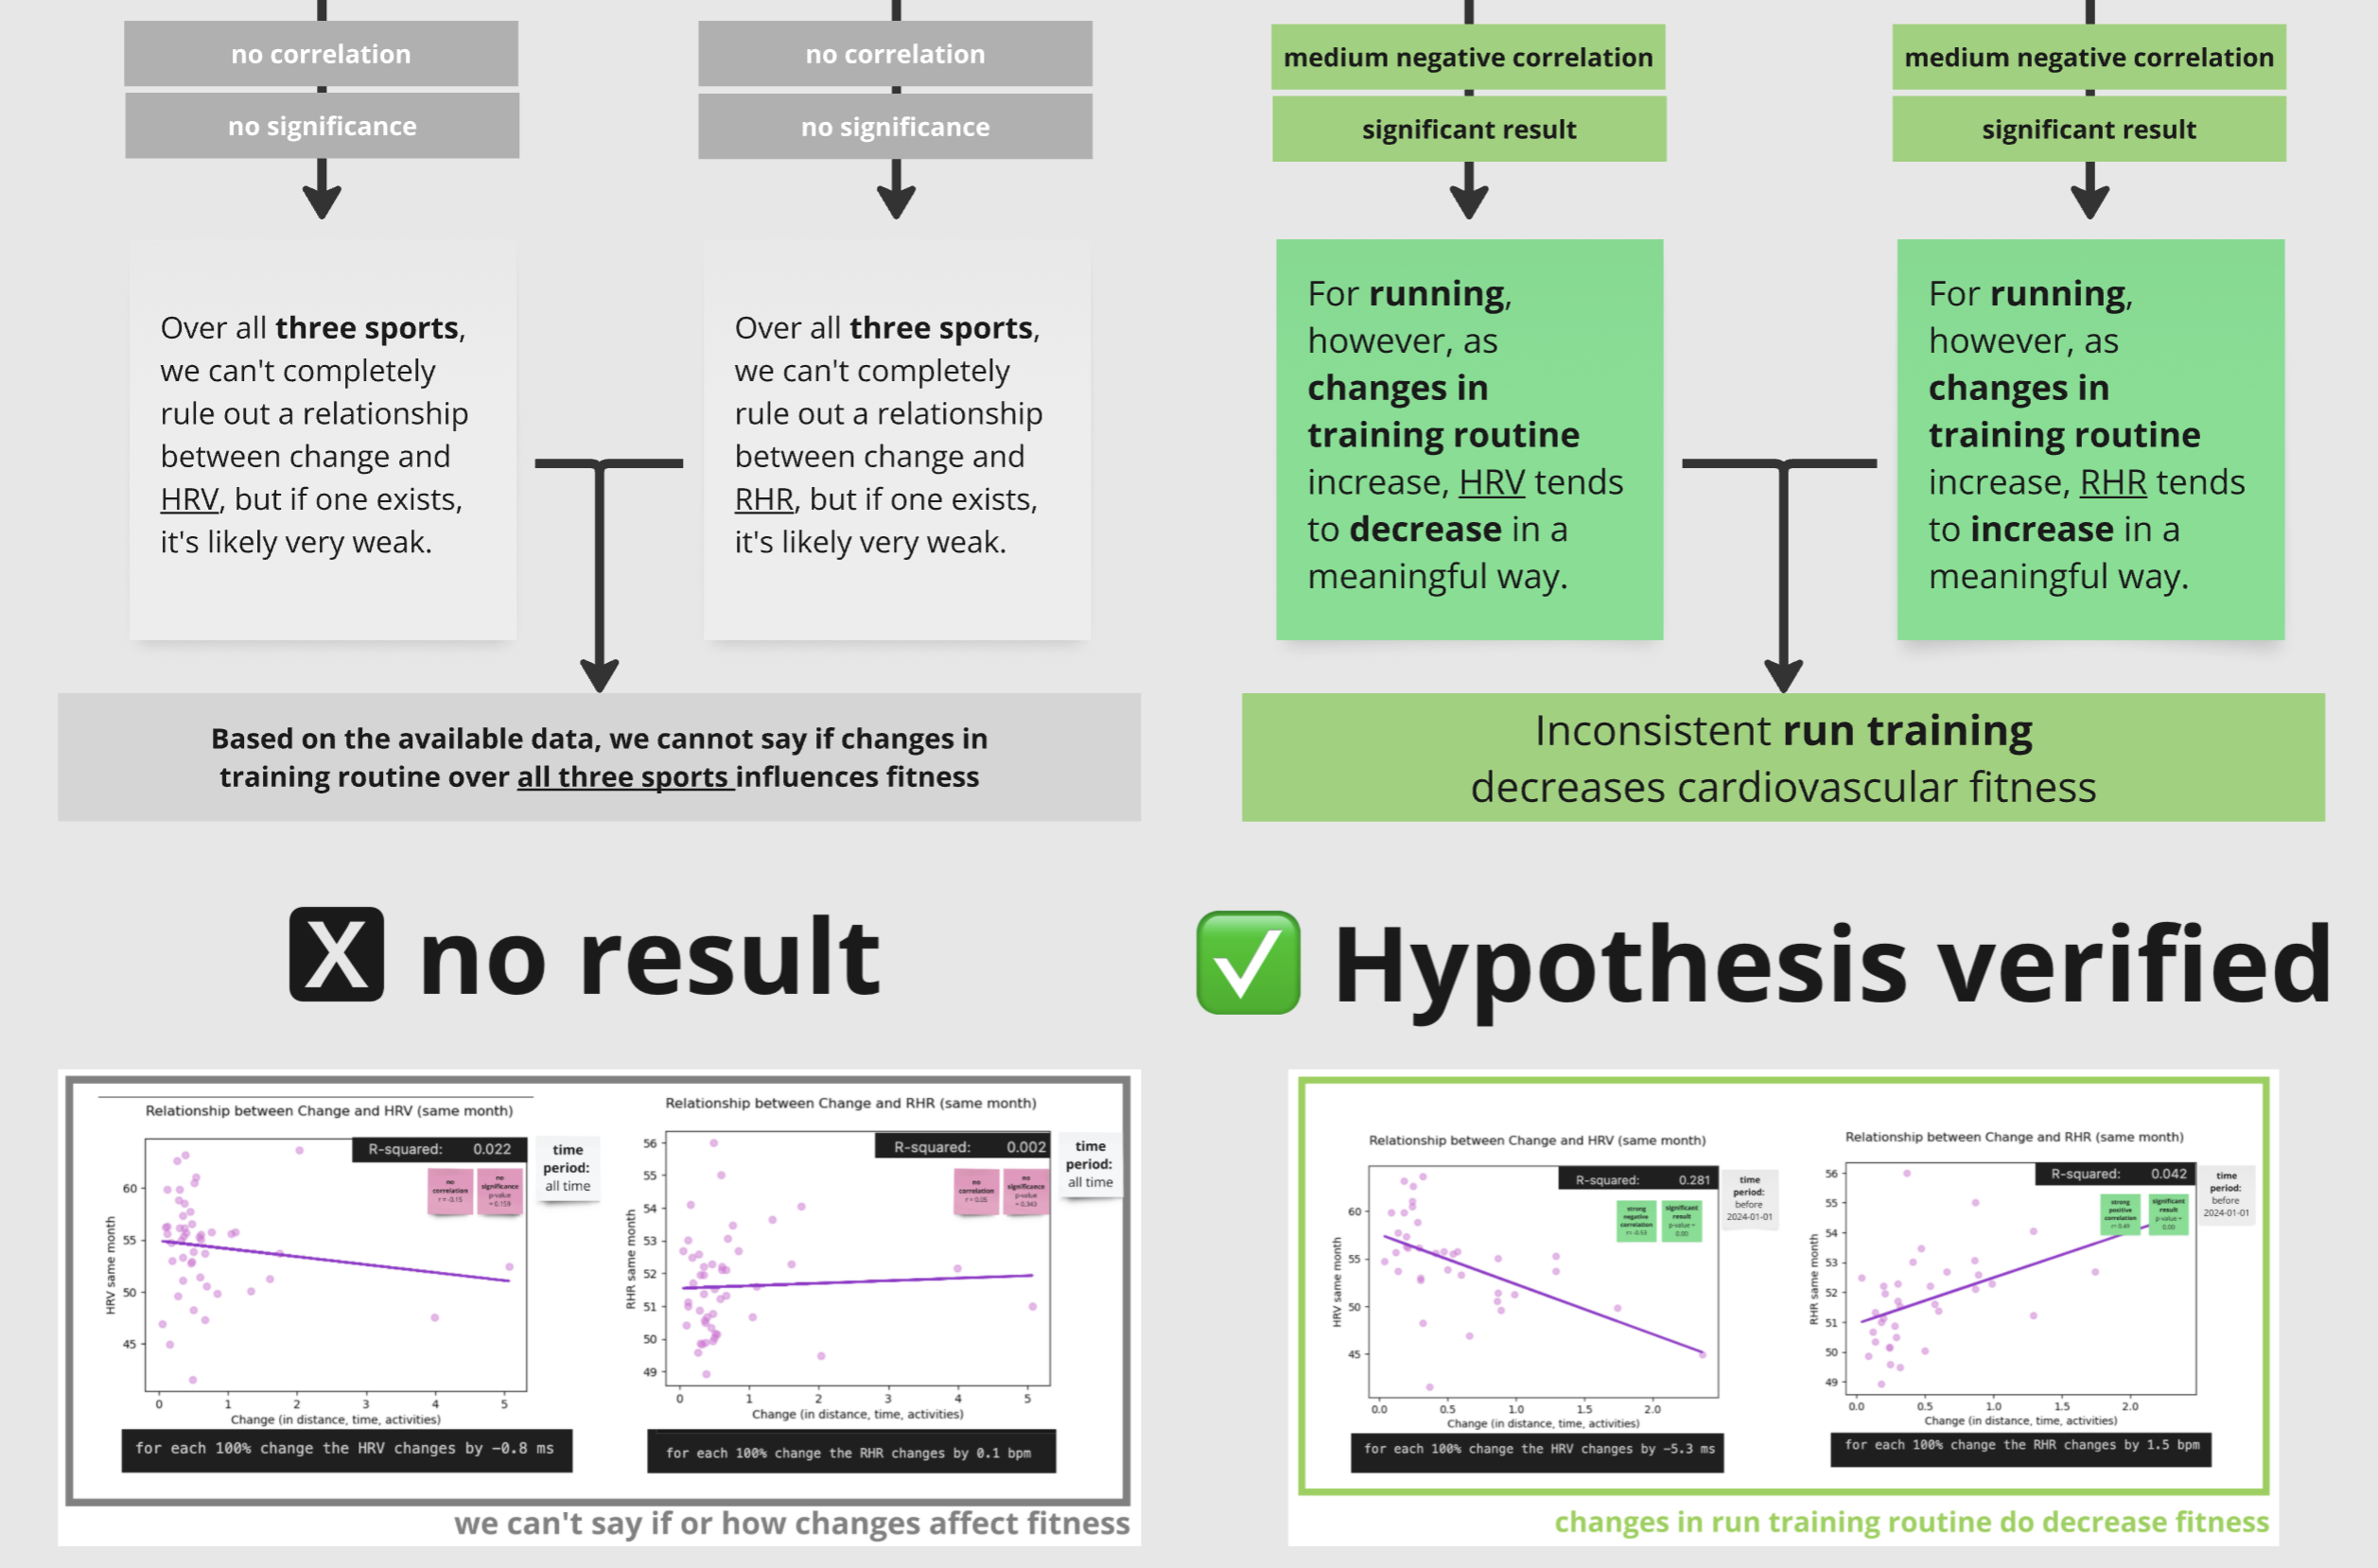 no correlation
no significance
no correlation
no significance
medium negative correlation
significant result
medium negative correlation
significant result
Over all three sports,
we can't completely
rule out a relationship
between change and
HRV, but if one exists,
it's likely very weak.
Over all three sports,
we can't completely
rule out a relationship
between change and
RHR, but if one exists,
it's likely very weak.
For running,
however, as
changes in
training routine
increase, HRV tends
to decrease in a
meaningful way.
For running,
however, as
changes in
training routine
increase, RHR tends
to increase in a
meaningful way.
Based on the available data, we cannot say if changes in
training routine over all three sports influences fitness
Inconsistent run training
decreases cardiovascular fitness
X no result
Hypothesis verified
Relationship between Change and HRV (same month)
R-squared: 0.022
time
period:
all time
no
correlation
r = -0.15
no
significance
p-value
= 0.159
HRV same month
60
55
50
45
0 1 2 3 4 5
Change (in distance, time, activities)
for each 100% change the HRV changes by −0.8 ms
Relationship between Change and RHR (same month)
R-squared: 0.002
time
period:
all time
no
correlation
r = 0.05
no
significance
p-value
= 0.343
RHR same month
56
55
54
53
52
51
50
49
0 1 2 3 4 5
Change (in distance, time, activities)
for each 100% change the RHR changes by 0.1 bpm
we can't say if or how changes affect fitness
Relationship between Change and HRV (same month)
R-squared: 0.281
time
period:
before
2024-01-01
strong
negative
correlation
r= -0.53
significant
result
p-value =
0.00
HRV same month
60
55
50
45
0.0 0.5 1.0 1.5 2.0
Change (in distance, time, activities)
for each 100% change the HRV changes by −5.3 ms
Relationship between Change and RHR (same month)
R-squared: 0.042
time
period:
before
2024-01-01
strong
positive
correlation
r= 0.49
significant
result
p-value =
0.00
RHR same month
56
55
54
53
52
51
50
49
0.0 0.5 1.0 1.5 2.0
Change (in distance, time, activities)
for each 100% change the RHR changes by 1.5 bpm
changes in run training routine do decrease fitness